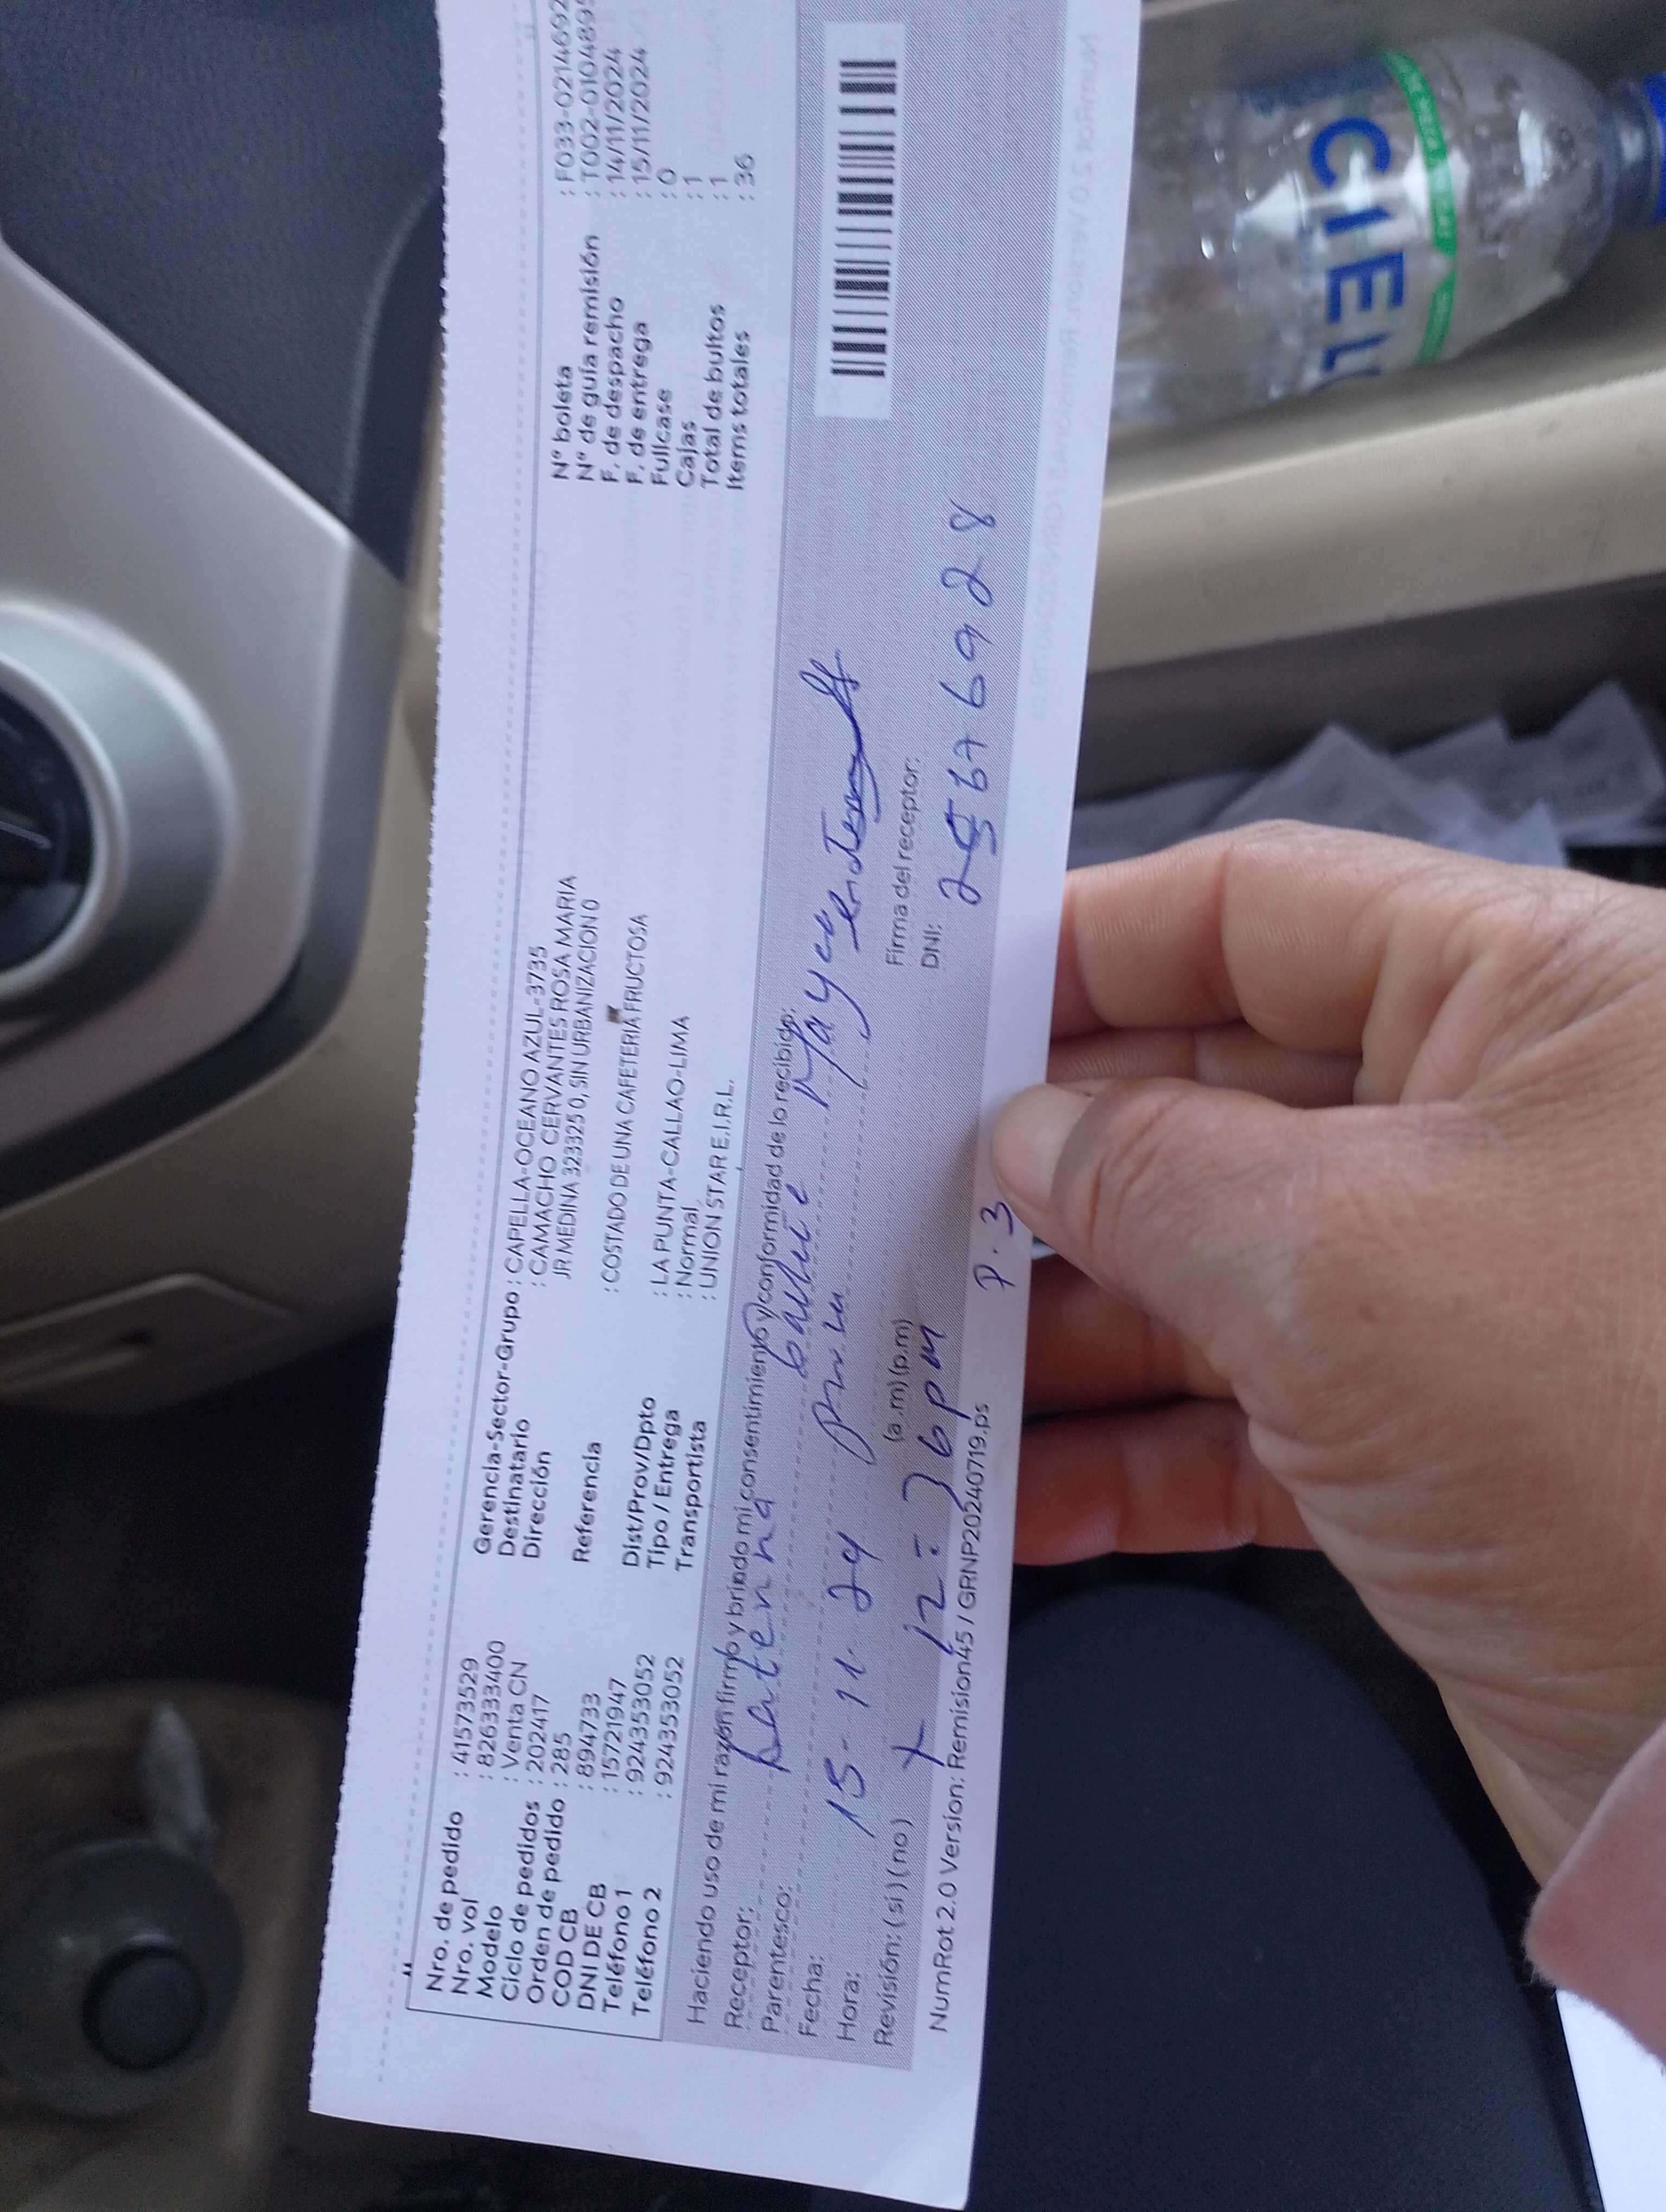 Nro. de pedido : 41573529
Nro. vol : 826333400
Modelo : Venta CN
Ciclo de pedidos : 202417
Orden de pedido : 285
COD CB : 894733
DNI DE CB : 15721947
Teléfono 1 : 924353052
Teléfono 2 : 924353052
Gerencia-Sector-Grupo : CAPELLA-OCEANO AZUL-3735
Destinatario : CAMACHO CERVANTES ROSA MARIA
Dirección JR MEDINA 323325 0, SIN URBANIZACION 0
Referencia : COSTADO DE UNA CAFETERIA FRUCTOSA
Dist/Prov/Dpto : LA PUNTA-CALLAO-LIMA
Tipo / Entrega : Normal
Transportista : UNION STAR E.I.R.L.
N° boleta : F033-0214692
N° de guía remisión : T002-0104895
F. de despacho : 14/11/2024
F. de entrega : 15/11/2024
Fullcase : 0
Cajas : 1
Total de bultos : 1
Items totales : 36
Haciendo uso de mi razón firmo y brindo mi consentimiento y conformidad de lo recibido.
Receptor:
Parentesco:
Fecha: 15-11-24
Hora: 12= (a.m) (p.m)
Revisión: (si) (no)
Firma del receptor:
DNI: 25676928
NumRot 2.0 Version: Remision45 / GRNP20240719.ps
P.3
CIEL